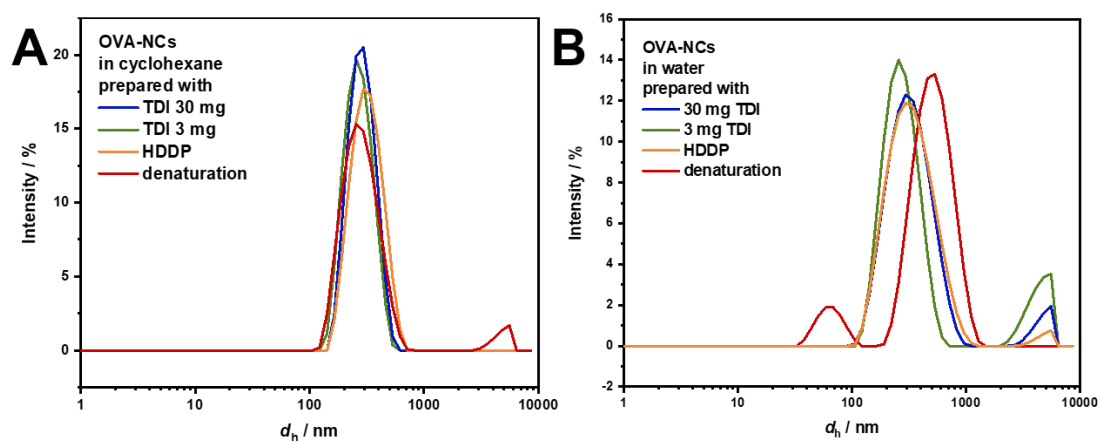 A
OVA-NCs
in cyclohexane
prepared with
TDI 30 mg
TDI 3 mg
HDDP
denaturation
Intensity / %
20
15
10
5
0
1
10
100
1000
10000
d_h / nm
B
OVA-NCs
in water
prepared with
30 mg TDI
3 mg TDI
HDDP
denaturation
Intensity / %
16
14
12
10
8
6
4
2
0
-2
1
10
100
1000
10000
d_h / nm